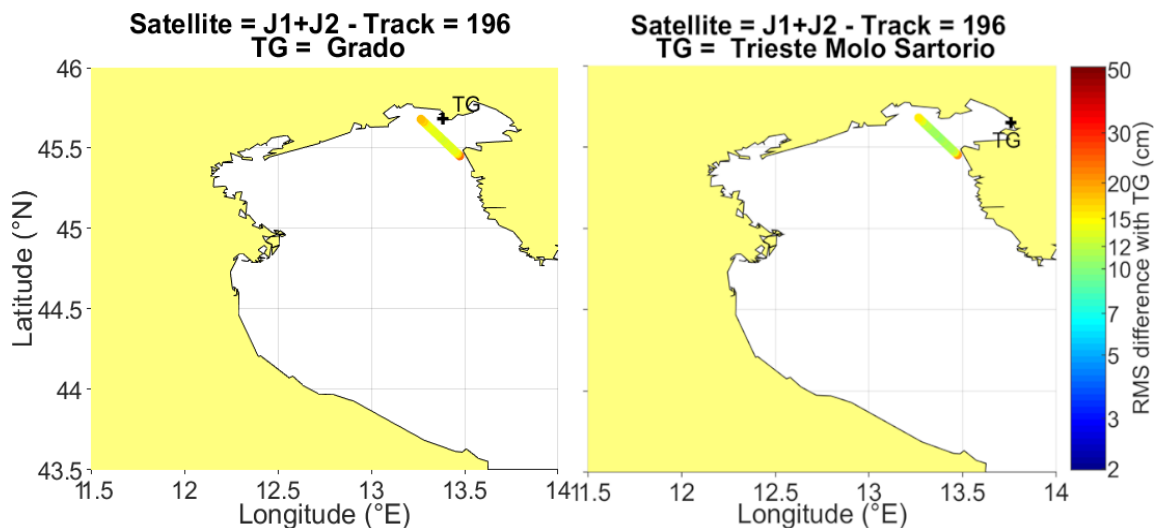 Satellite = J1+J2 - Track = 196
TG = Grado
46
45.5
45
44.5
44
43.5
Latitude (°N)
TG
11.5
12
12.5
13
13.5
14
Longitude (°E)
Satellite = J1+J2 - Track = 196
TG = Trieste Molo Sartorio
TG
11.5
12
12.5
13
13.5
14
Longitude (°E)
50
30
20
15
12
10
7
5
3
2
RMS difference with TG (cm)